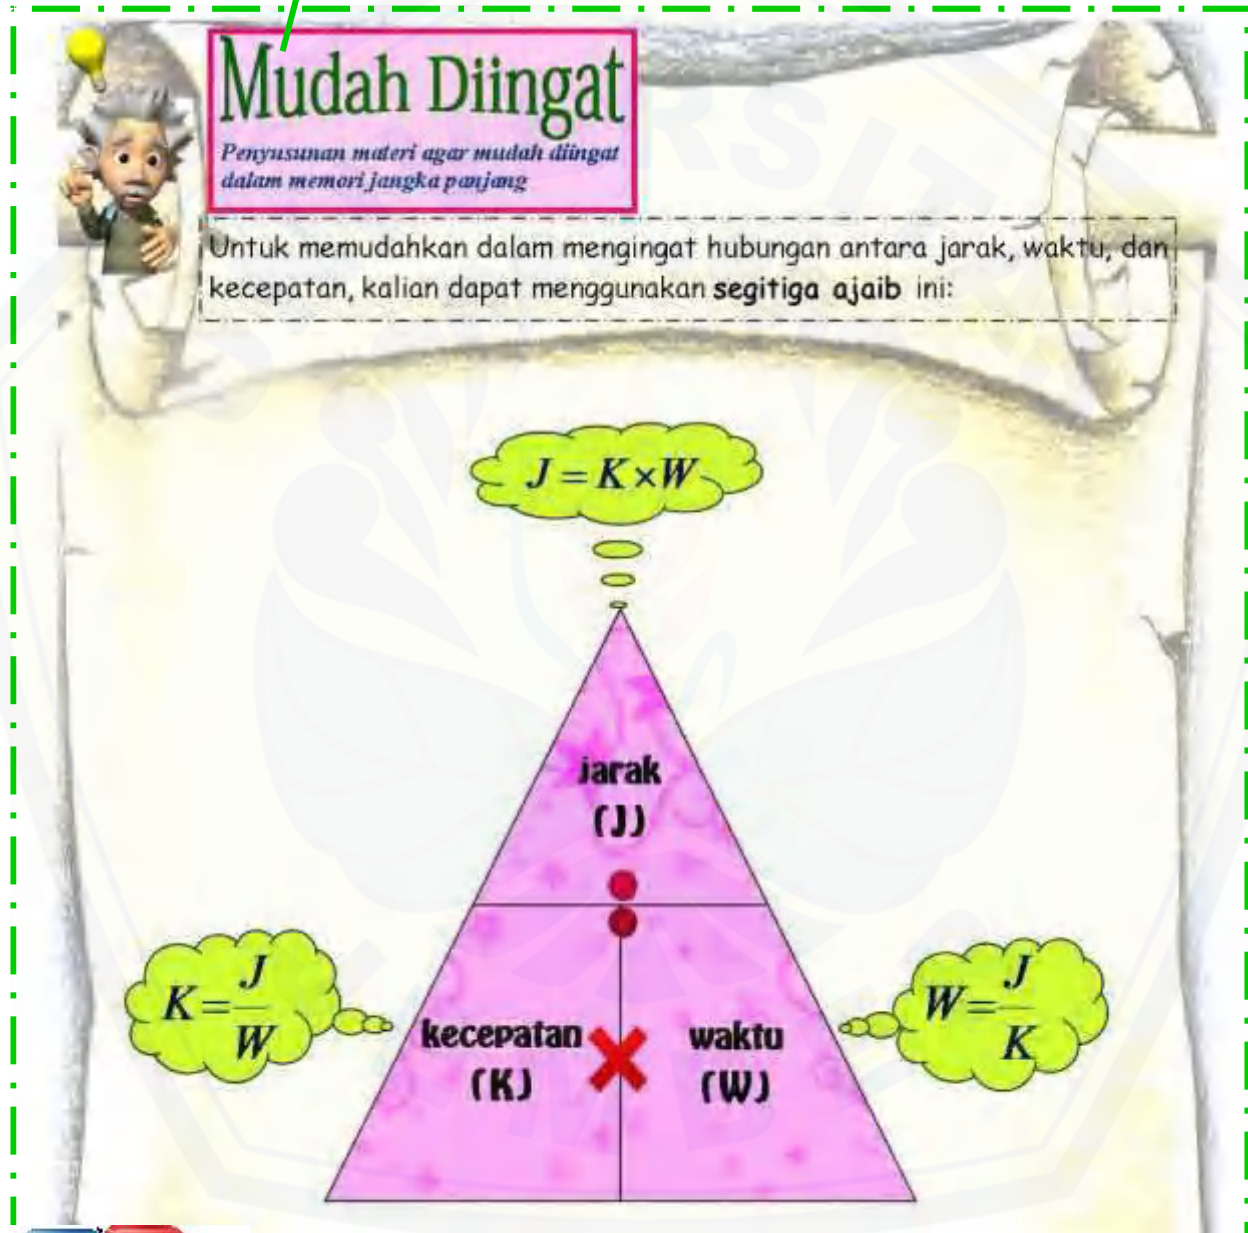 Mudah Diingat
Penyusunan materi agar mudah diingat
dalam memori jangka panjang
Untuk memudahkan dalam mengingat hubungan antara jarak, waktu, dan
kecepatan, kalian dapat menggunakan segitiga ajaib ini:
J = K × W
jarak
(J)
K = J/W
kecepatan
(K)
waktu
(W)
W = J/K